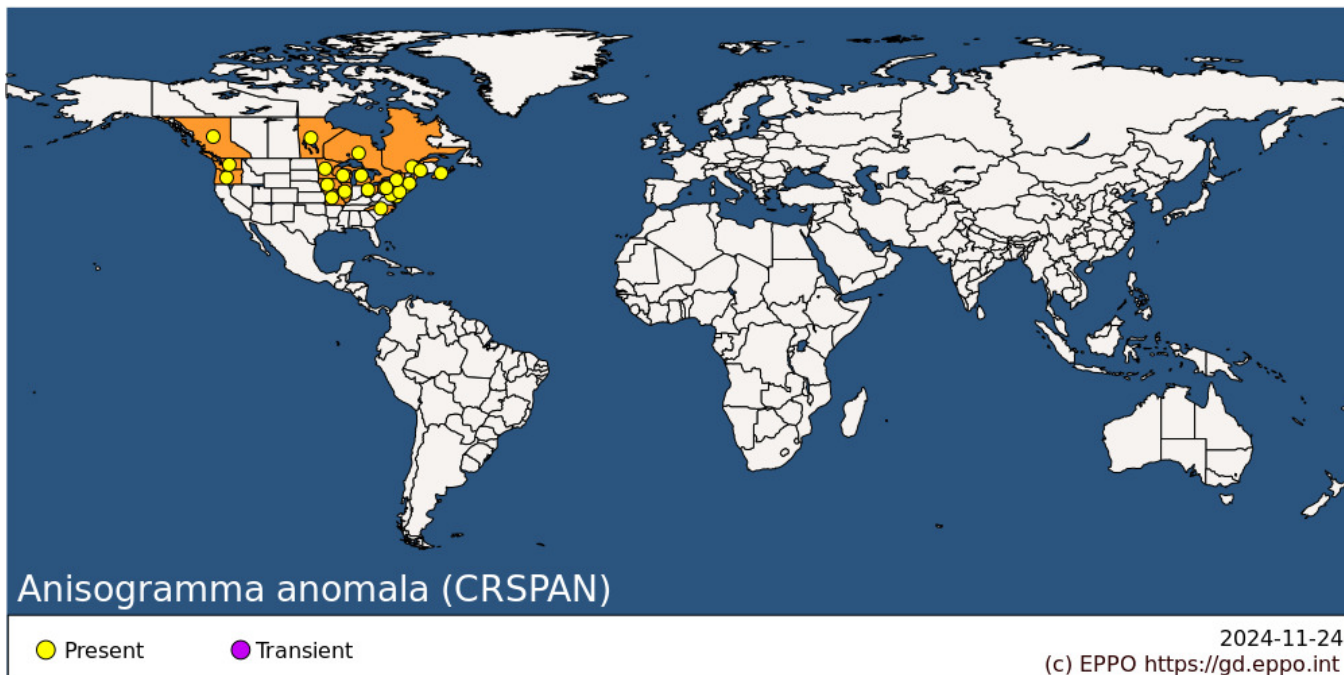 Anisogramma anomala (CRSPAN)
Present
Transient
2024-11-24
(c) EPPO https://gd.eppo.int